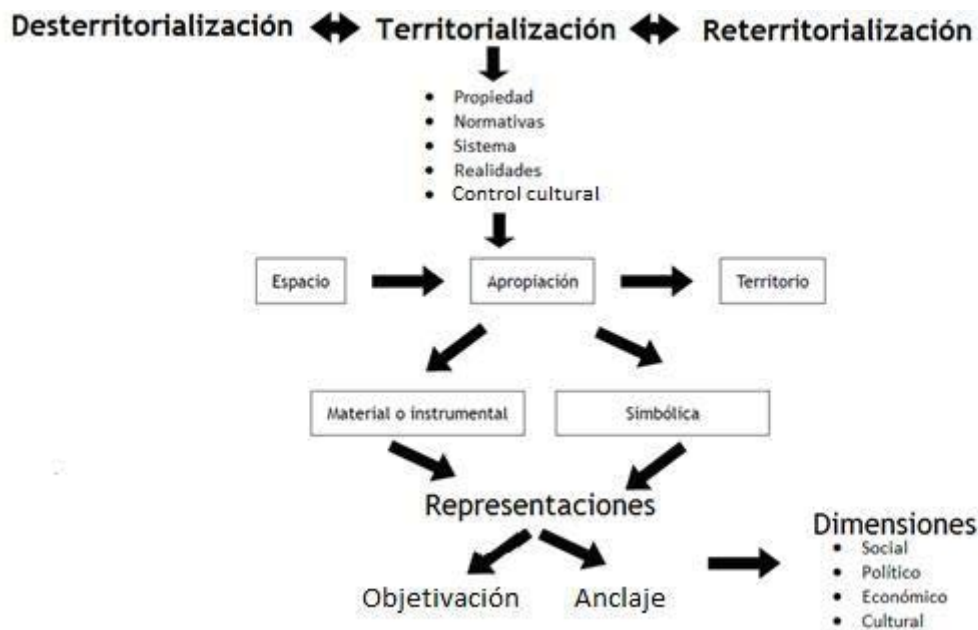 Desterritorialización Territorialización Reterritorialización
• Propiedad
• Normativas
• Sistema
• Realidades
• Control cultural
Espacio Apropiación Territorio
Material o instrumental Simbólica
Representaciones
Objetivación Anclaje
Dimensiones
• Social
• Político
• Económico
• Cultural